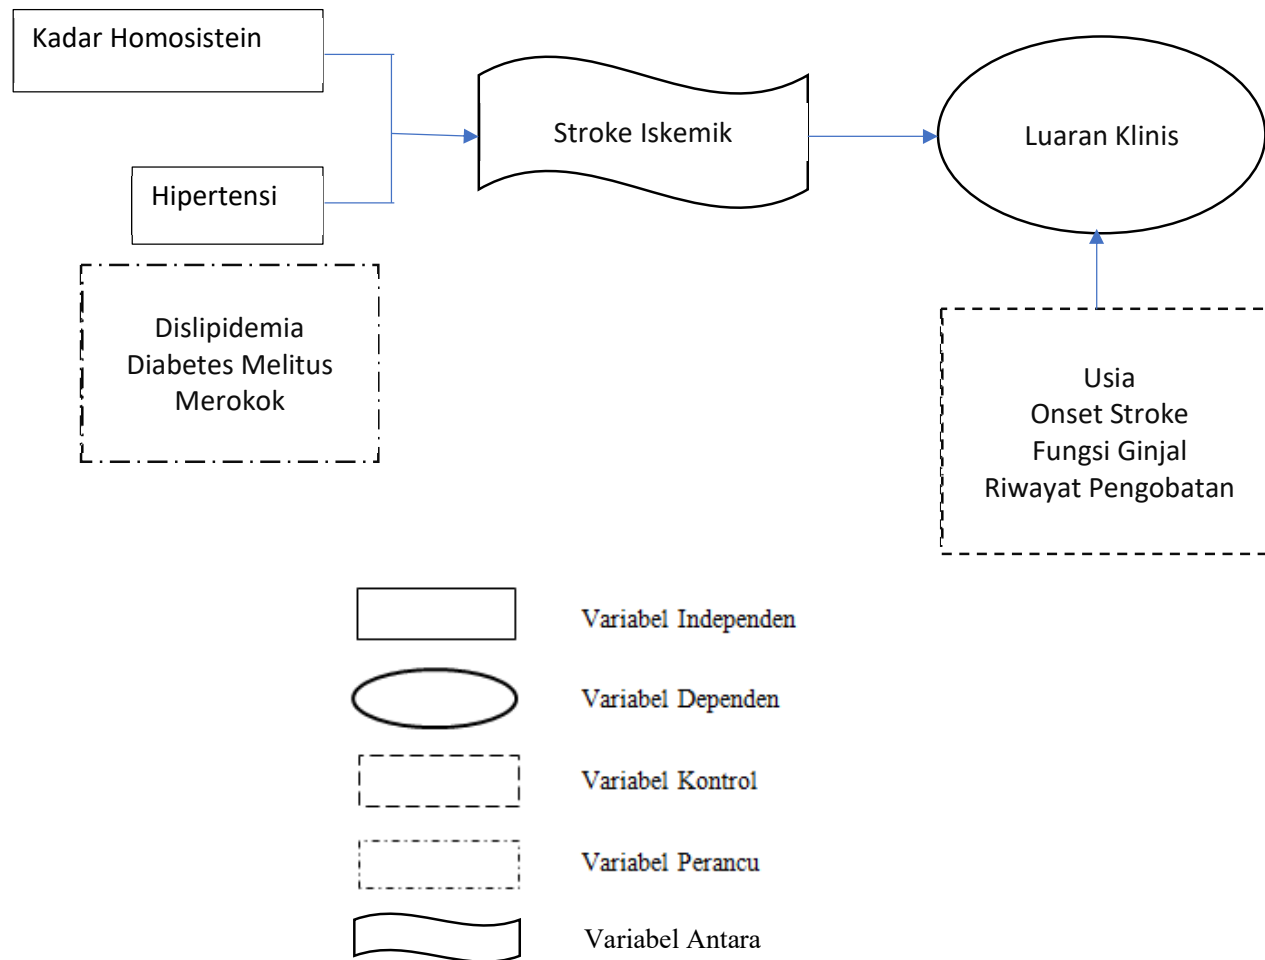 Kadar Homosistein
Hipertensi
Dislipidemia
Diabetes Melitus
Merokok
Stroke Iskemik
Luaran Klinis
Usia
Onset Stroke
Fungsi Ginjal
Riwayat Pengobatan
Variabel Independen
Variabel Dependen
Variabel Kontrol
Variabel Perancu
Variabel Antara